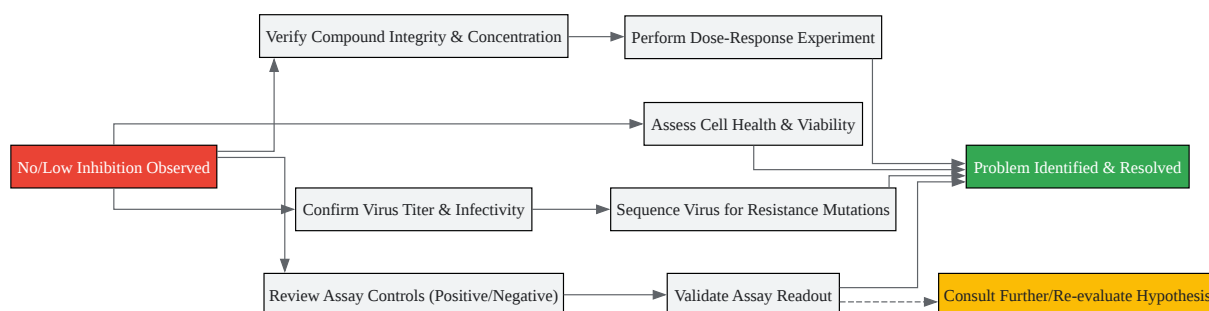 Verify Compound Integrity & Concentration
Perform Dose-Response Experiment
Assess Cell Health & Viability
No/Low Inhibition Observed
Problem Identified & Resolved
Confirm Virus Titer & Infectivity
Sequence Virus for Resistance Mutations
Review Assay Controls (Positive/Negative)
Validate Assay Readout
Consult Further/Re-evaluate Hypothesis